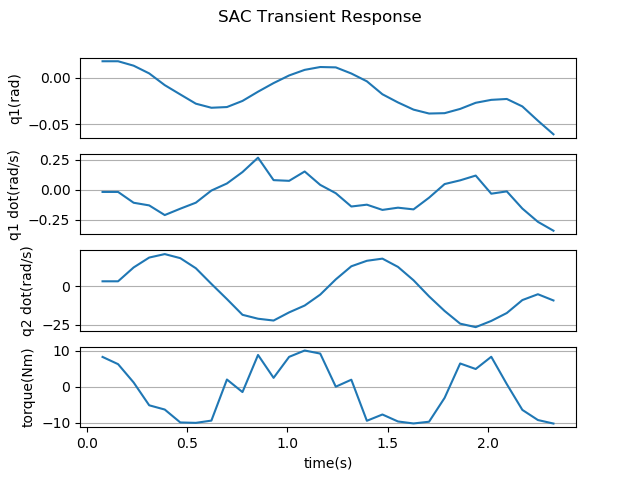 SAC Transient Response
q1(rad)
0.00
−0.05
q1 dot(rad/s)
0.25
0.00
−0.25
q2 dot(rad/s)
0
−25
torque(Nm)
10
0
−10
0.0 0.5 1.0 1.5 2.0
time(s)